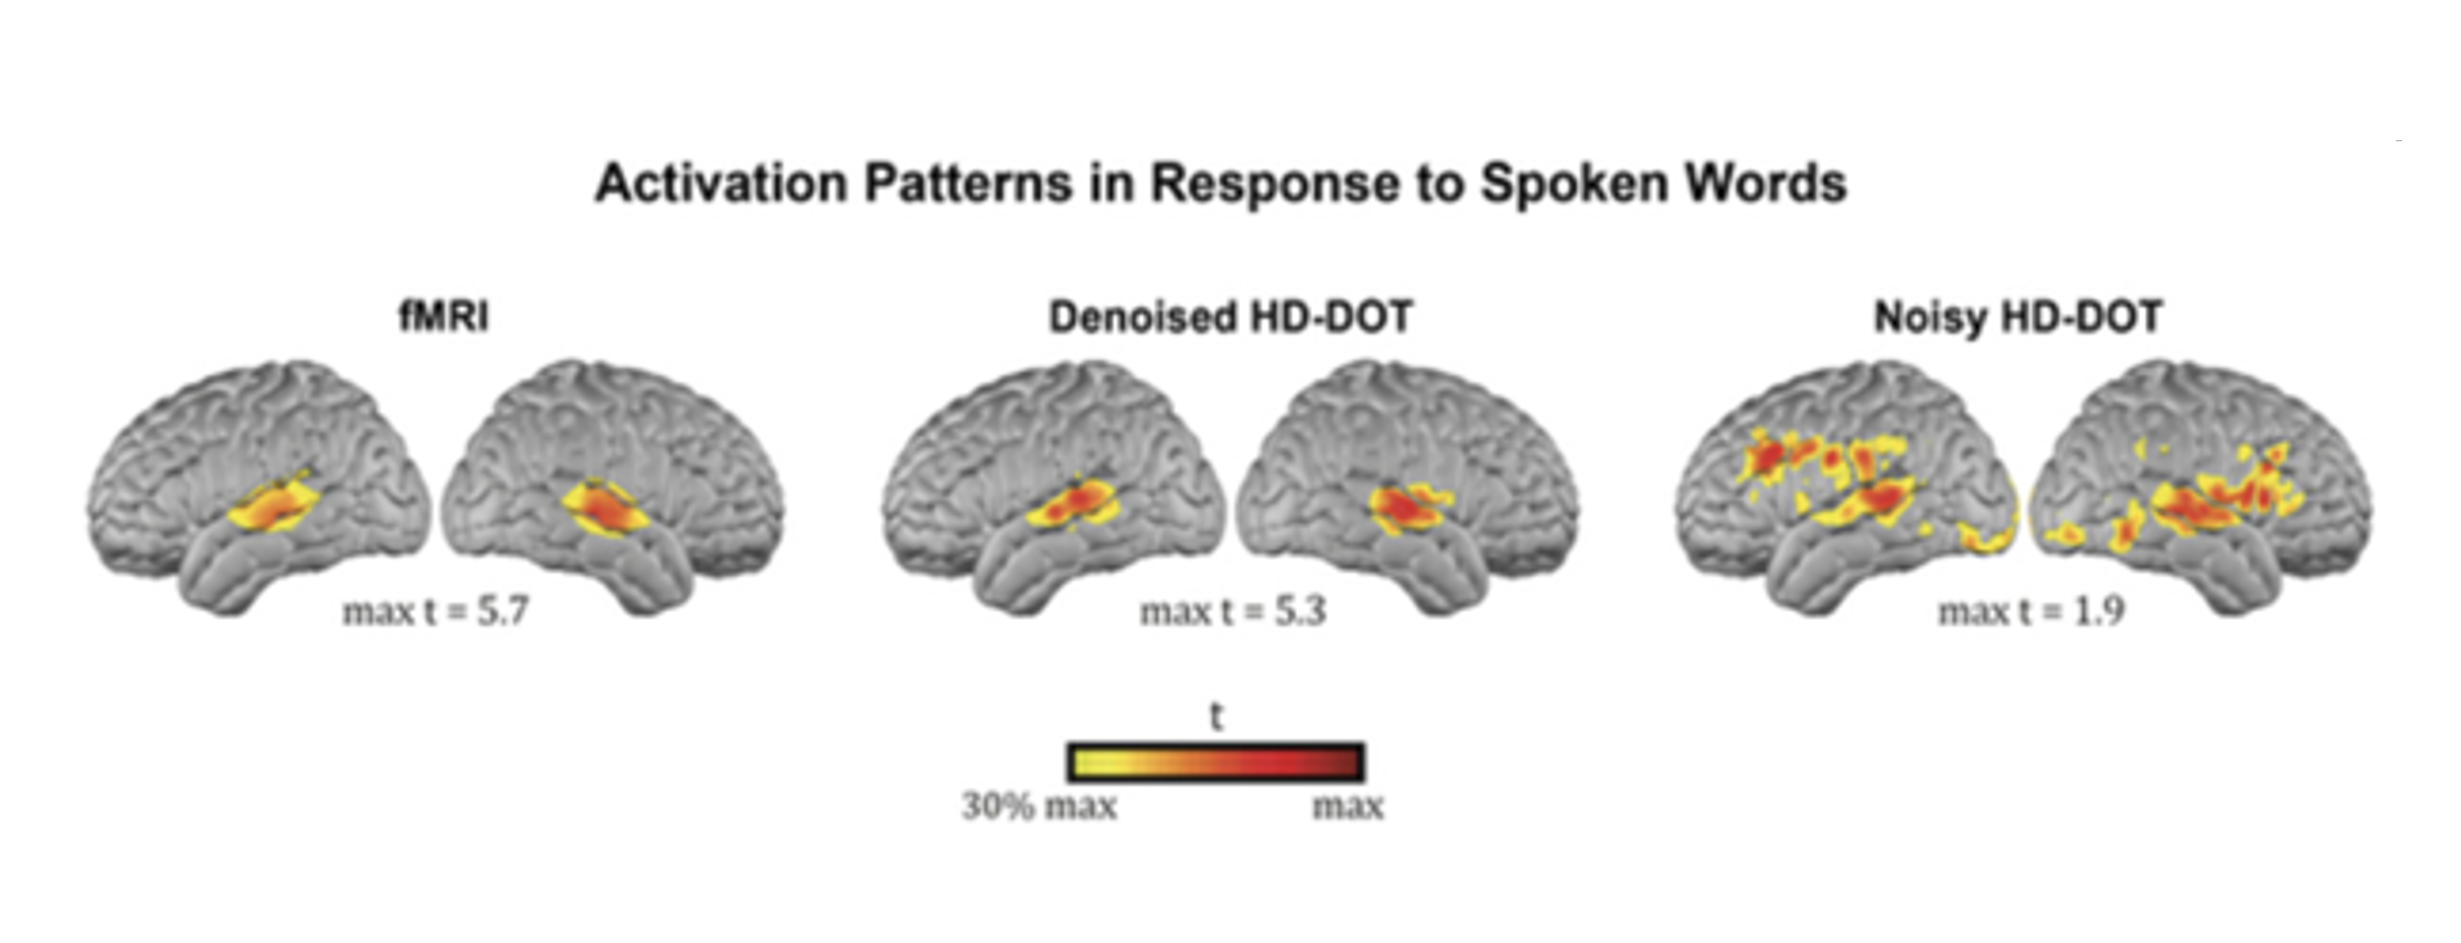 Activation Patterns in Response to Spoken Words
fMRI
Denoised HD-DOT
Noisy HD-DOT
max t = 5.7
max t = 5.3
max t = 1.9
t
30% max
max